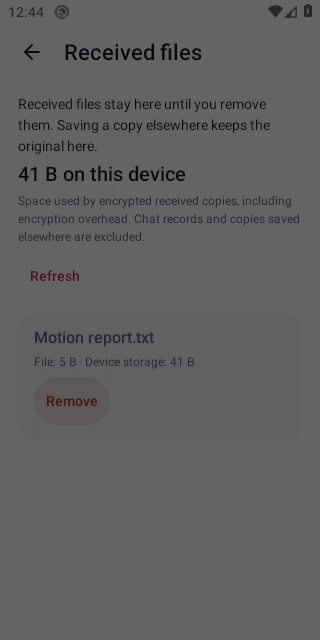 12:44
Received files
Received files stay here until you remove
them. Saving a copy elsewhere keeps the
original here.
41 B on this device
Space used by encrypted received copies, including
encryption overhead. Chat records and copies saved
elsewhere are excluded.
Refresh
Motion report.txt
File: 5 B · Device storage: 41 B
Remove